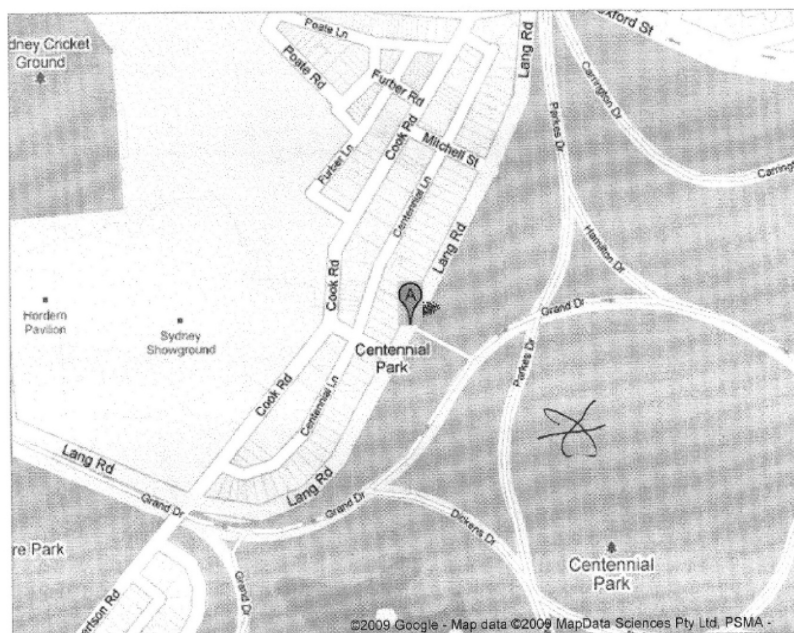 Oxford St
Poate Ln
dney Cricket
Ground
Lang Rd
Poate Rd
Furber Rd
Carrington Dr
Parkes Dr
Cook Rd
Mitchell St
Furber Ln
Centennial Ln
Carring
Lang Rd
Cook Rd
Hamilton Dr
A
Grand Dr
Hordern
Pavilion
Sydney
Showground
Centennial
Park
Parkes Dr
Cook Rd
Centennial Ln
Lang Rd
Lang Rd
Grand Dr
Grand Dr
Dickens Dr
re Park
Grand Dr
Centennial
Park
ertson Rd
©2009 Google - Map data ©2009 MapData Sciences Pty Ltd, PSMA -